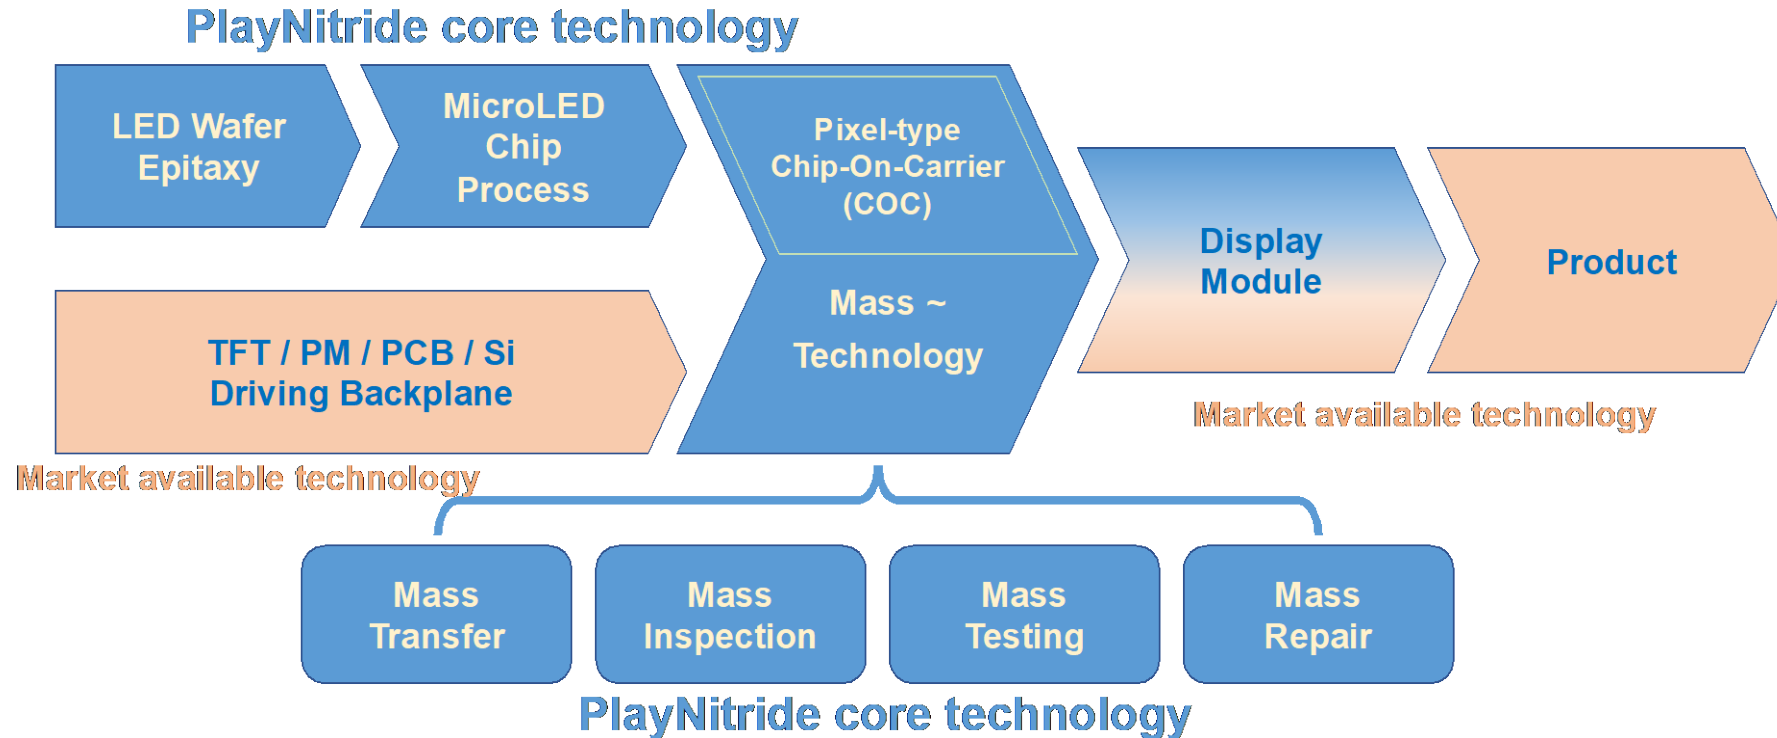 PlayNitride core technology
LED Wafer
Epitaxy
MicroLED
Chip
Process
Pixel-type
Chip-On-Carrier
(COC)
Mass ~
Technology
Display
Module
Product
TFT / PM / PCB / Si
Driving Backplane
Market available technology
Market available technology
Mass
Transfer
Mass
Inspection
Mass
Testing
Mass
Repair
PlayNitride core technology